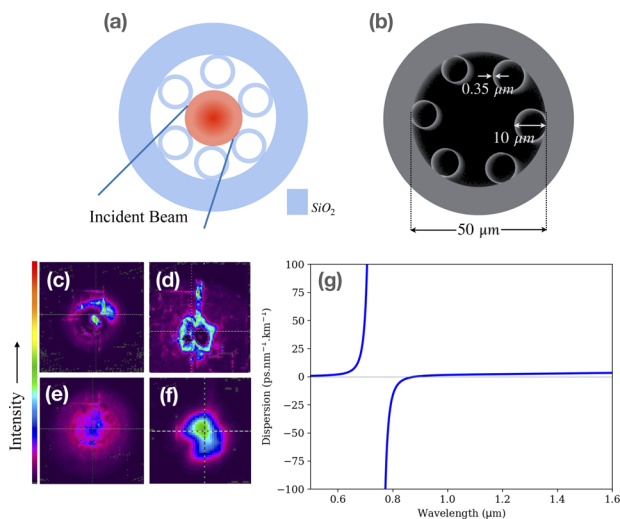 (a)
(b)
0.35 μm
10 μm
50 μm
Incident Beam
SiO₂
(c)
(d)
(e)
(f)
Intensity
(g)
Dispersion (ps.nm⁻¹.km⁻¹)
100
75
50
25
0
−25
−50
−75
−100
0.6 0.8 1.0 1.2 1.4 1.6
Wavelength (μm)